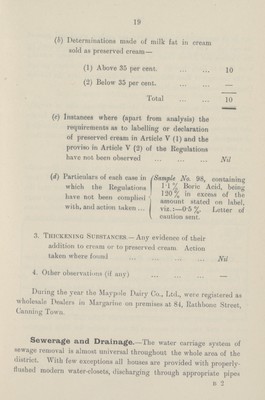 19
(b) Determinations made of milk fat in cream
sold as preserved cream—
(1) Above 35 per cent. ... ... 10
(2) Below 35 per cent. ... ... —
Total ... ... 10
(c) Instances where (apart from analysis) the
requirements as to labelling or declaration
of preserved cream in Article V (1) and the
proviso in Article V (2) of the Regulations
have not been observed ... ... ... Nil
(d) Particulars of each case in
which the Regulations
have not been complied
with, and action taken ...
Sample No. 98, containing
1·1 % Boric Acid, being
120 % in excess of the
amount stated on label,
viz.:—0·5 %. Letter of
caution sent.
3. Thickening Substances.—Any evidence of their
addition to cream or to preserved cream. Action
taken where found ... ... ... ... Nil
4. Other observations (if any) ... ... ... —
During the year the Maypole Dairy Co., Ltd., were registered as
wholesale Dealers in Margarine on premises at 84, Rathbone Street,
Canning Town.
Sewerage and Drainage.—The water carriage system of
sewage removal is almost universal throughout the whole area of the
district. With few exceptions all houses are provided with properly-
flushed modern water-closets, discharging through appropriate pipes
B 2